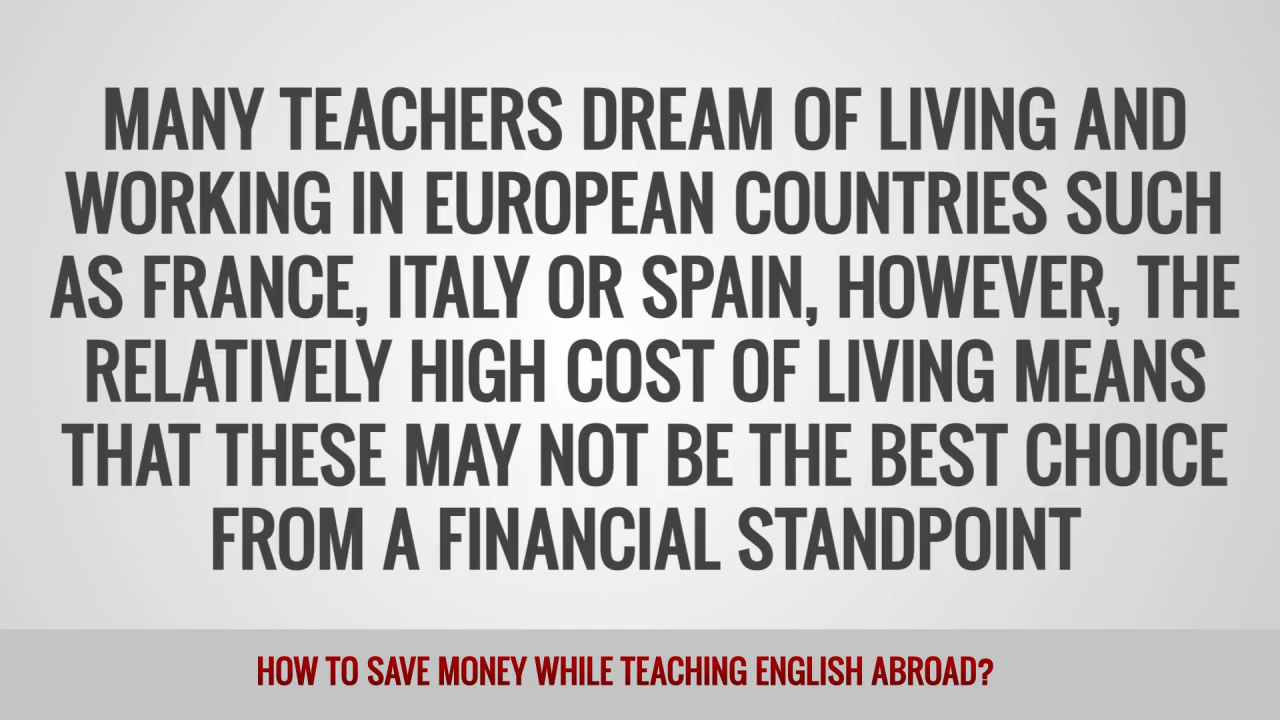 MANY TEACHERS DREAM OF LIVING AND
WORKING IN EUROPEAN COUNTRIES SUCH
AS FRANCE, ITALY OR SPAIN, HOWEVER, THE
RELATIVELY HIGH COST OF LIVING MEANS
THAT THESE MAY NOT BE THE BEST CHOICE
FROM A FINANCIAL STANDPOINT
HOW TO SAVE MONEY WHILE TEACHING ENGLISH ABROAD?